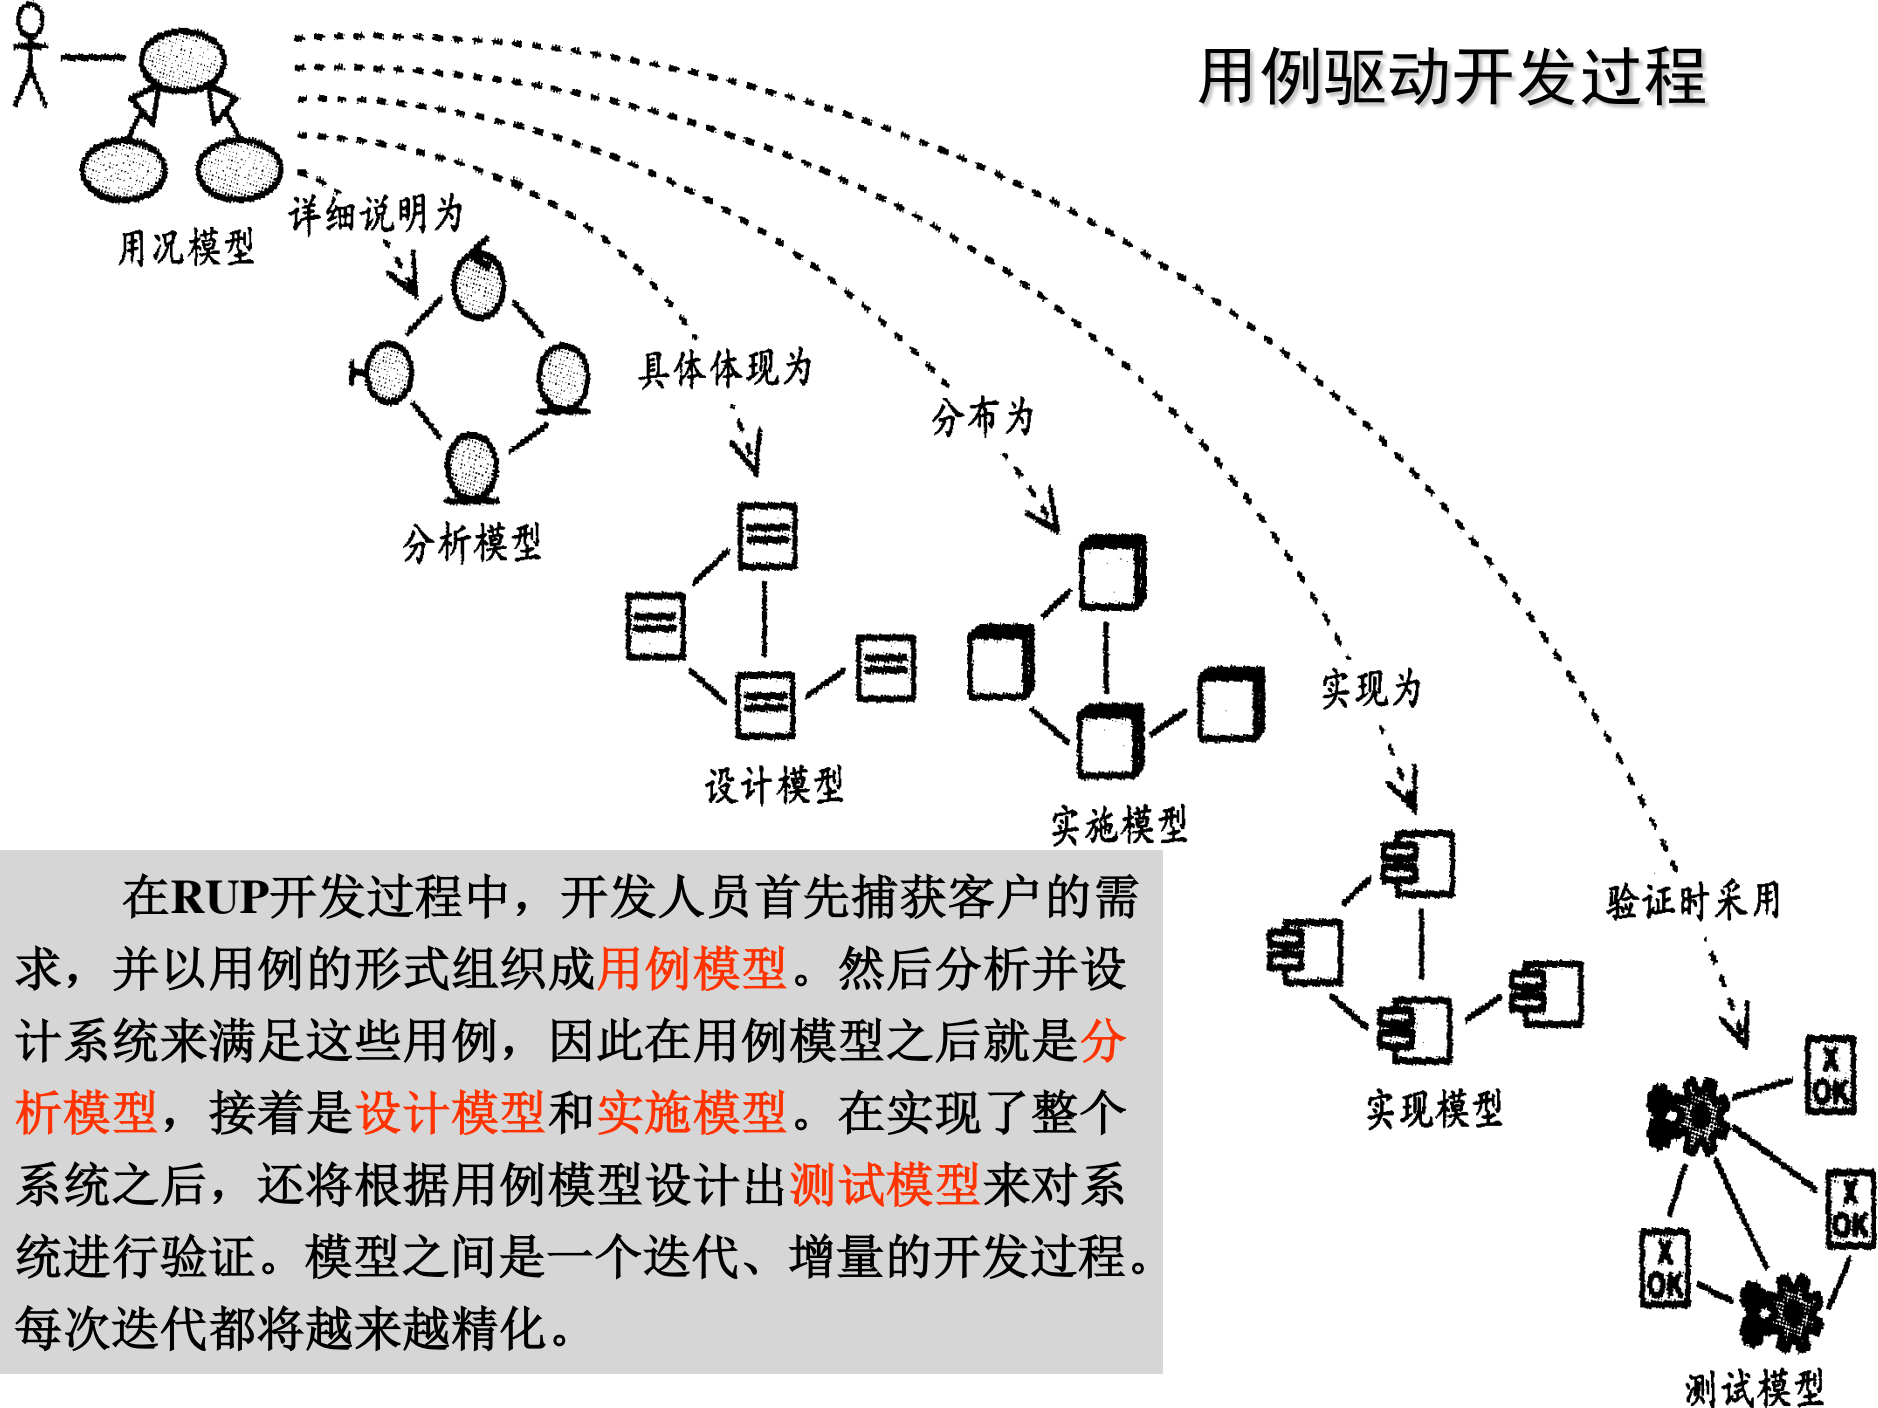 用例驱动开发过程
详细说明为
用况模型
具体体现为
分布为
分析模型
实现为
设计模型
实施模型
验证时采用
在RUP开发过程中，开发人员首先捕获客户的需
求，并以用例的形式组织成用例模型。然后分析并设
计系统来满足这些用例，因此在用例模型之后就是分
析模型，接着是设计模型和实施模型。在实现了整个
系统之后，还将根据用例模型设计出测试模型来对系
统进行验证。模型之间是一个迭代、增量的开发过程。
每次迭代都将越来越精化。
实现模型
X
OK
X
OK
X
OK
测试模型